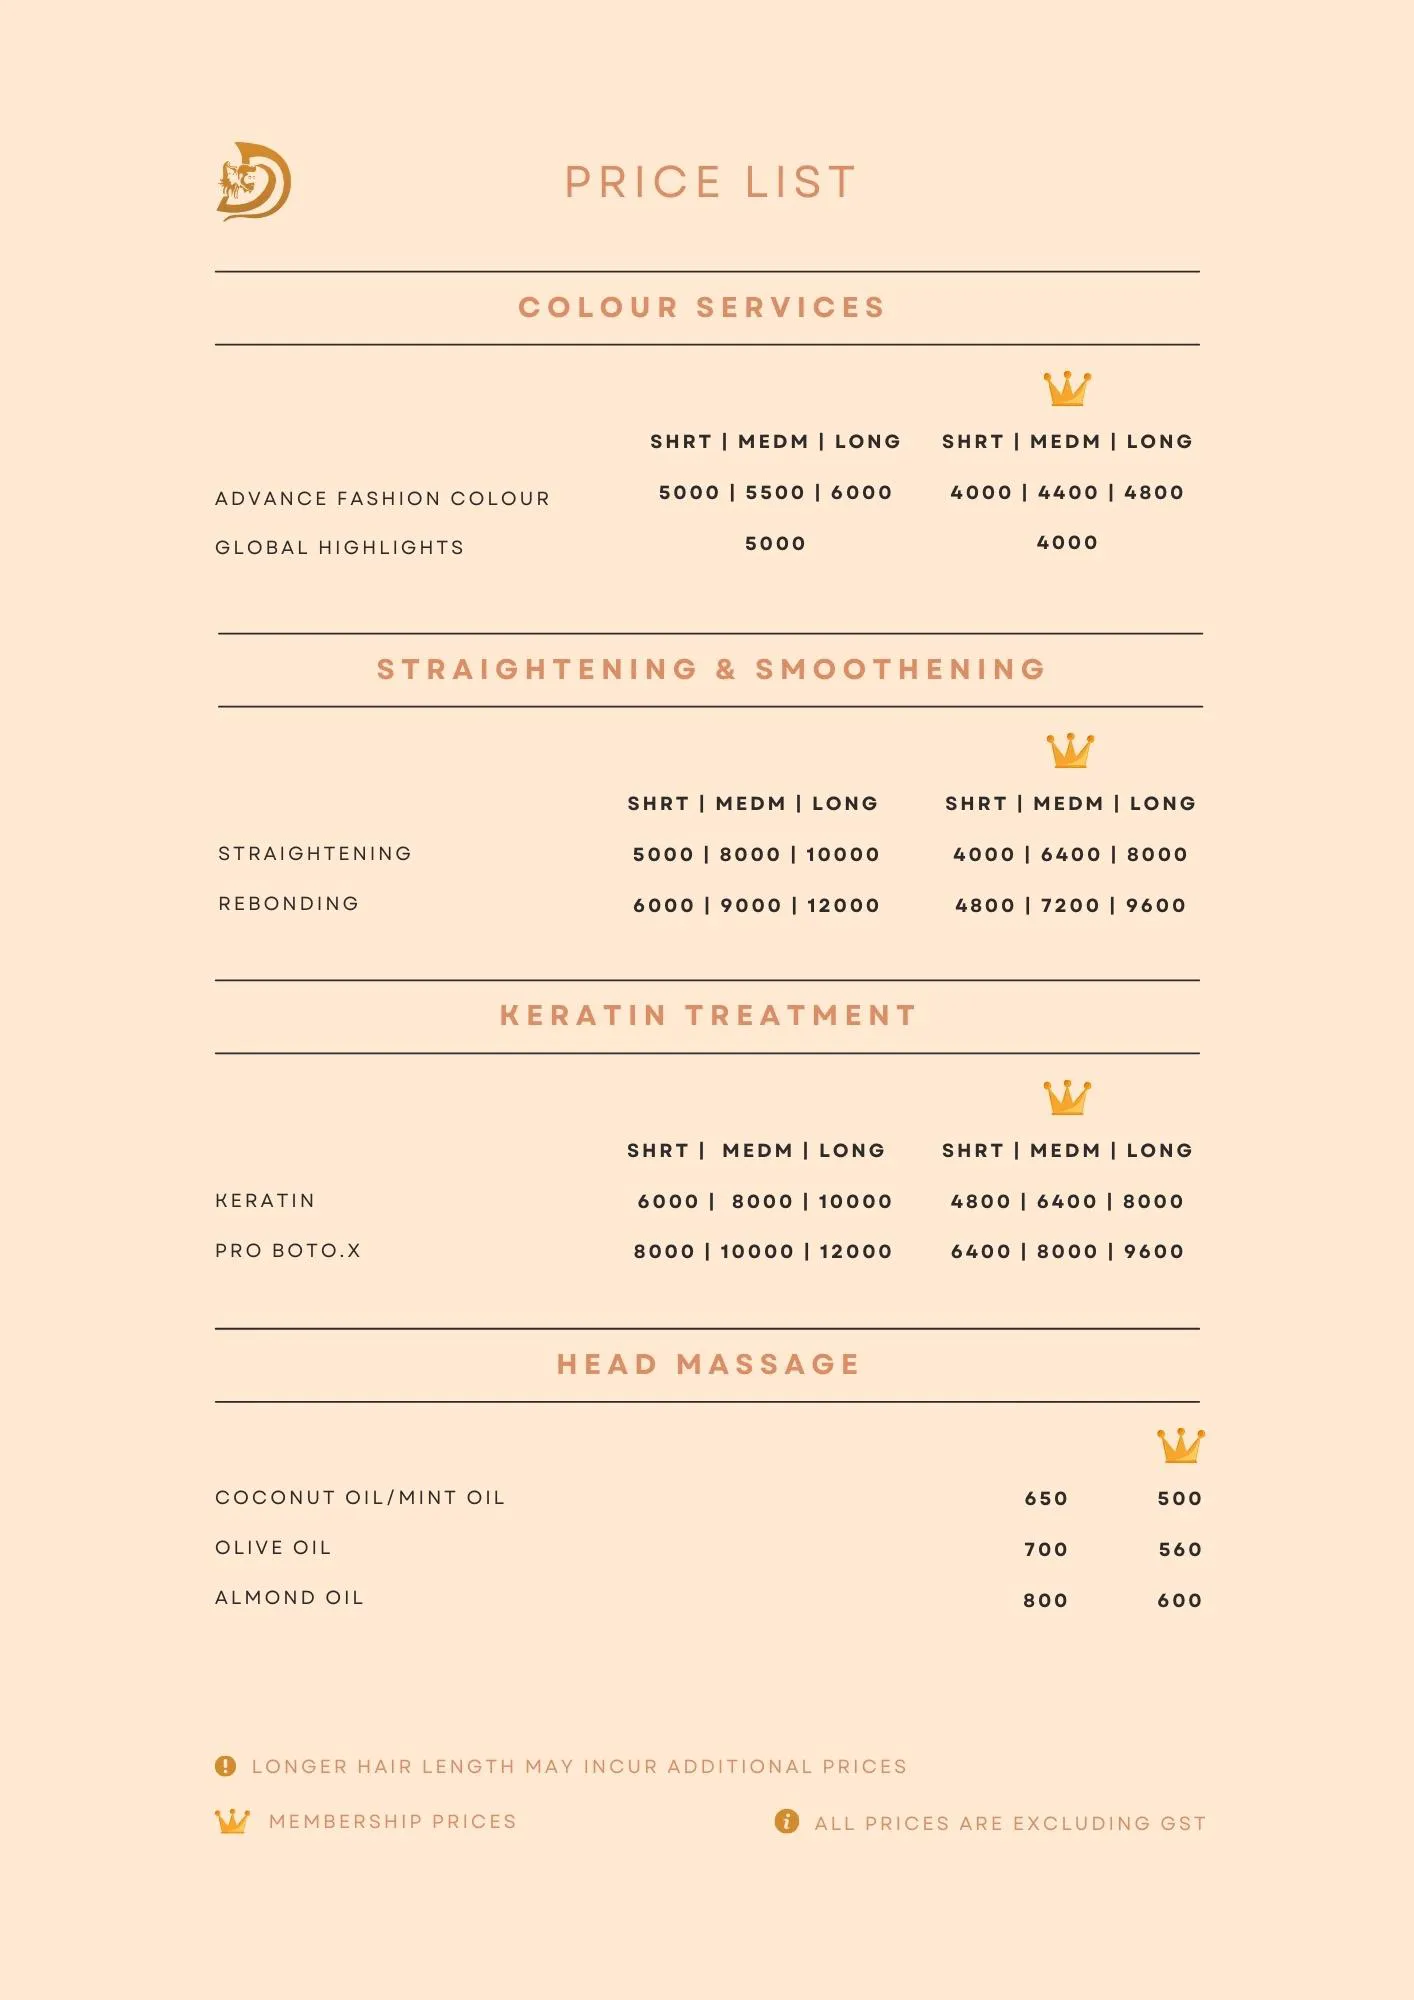 PRICE LIST
COLOUR SERVICES
SHRT | MEDM | LONG SHRT | MEDM | LONG
ADVANCE FASHION COLOUR 5000 | 5500 | 6000 4000 | 4400 | 4800
GLOBAL HIGHLIGHTS 5000 4000
STRAIGHTENING & SMOOTHENING
SHRT | MEDM | LONG SHRT | MEDM | LONG
STRAIGHTENING 5000 | 8000 | 10000 4000 | 6400 | 8000
REBONDING 6000 | 9000 | 12000 4800 | 7200 | 9600
KERATIN TREATMENT
SHRT | MEDM | LONG SHRT | MEDM | LONG
KERATIN 6000 | 8000 | 10000 4800 | 6400 | 8000
PRO BOTO.X 8000 | 10000 | 12000 6400 | 8000 | 9600
HEAD MASSAGE
COCONUT OIL/MINT OIL 650 500
OLIVE OIL 700 560
ALMOND OIL 800 600
LONGER HAIR LENGTH MAY INCUR ADDITIONAL PRICES
MEMBERSHIP PRICES ALL PRICES ARE EXCLUDING GST